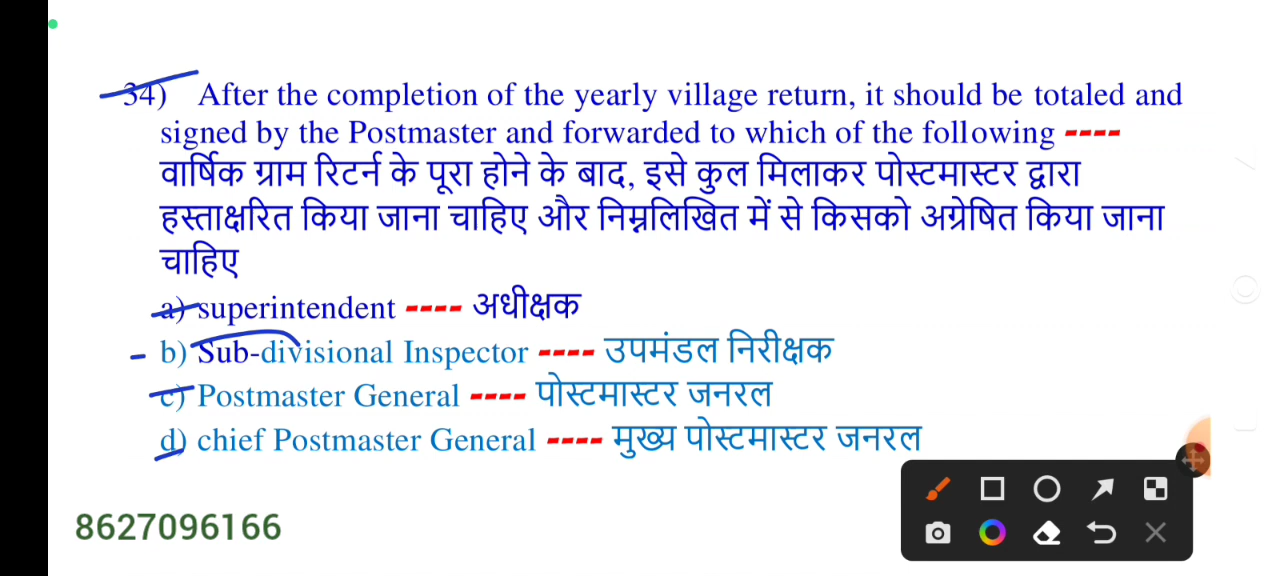 34) After the completion of the yearly village return, it should be totaled and
signed by the Postmaster and forwarded to which of the following ----
वार्षिक ग्राम रिटर्न के पूरा होने के बाद, इसे कुल मिलाकर पोस्टमास्टर द्वारा
हस्ताक्षरित किया जाना चाहिए और निम्नलिखित में से किसको अग्रेषित किया जाना
चाहिए
a) superintendent ---- अधीक्षक
b) Sub-divisional Inspector ---- उपमंडल निरीक्षक
c) Postmaster General ---- पोस्टमास्टर जनरल
d) chief Postmaster General ---- मुख्य पोस्टमास्टर जनरल
8627096166